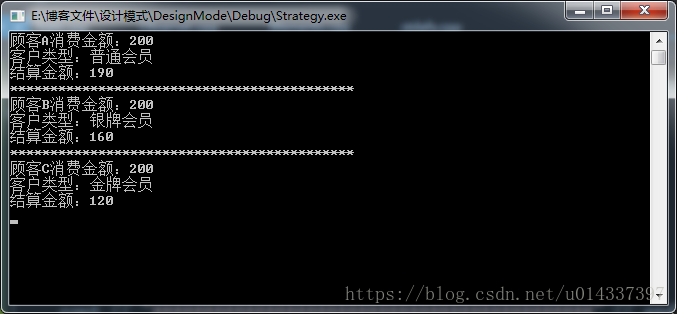 E:\博客文件\设计模式\DesignMode\Debug\Strategy.exe
顾客A消费金额：200
客户类型：普通会员
结算金额：190
*******************************************
顾客B消费金额：200
客户类型：银牌会员
结算金额：160
*******************************************
顾客C消费金额：200
客户类型：金牌会员
结算金额：120
https://blog.csdn.net/u014337397